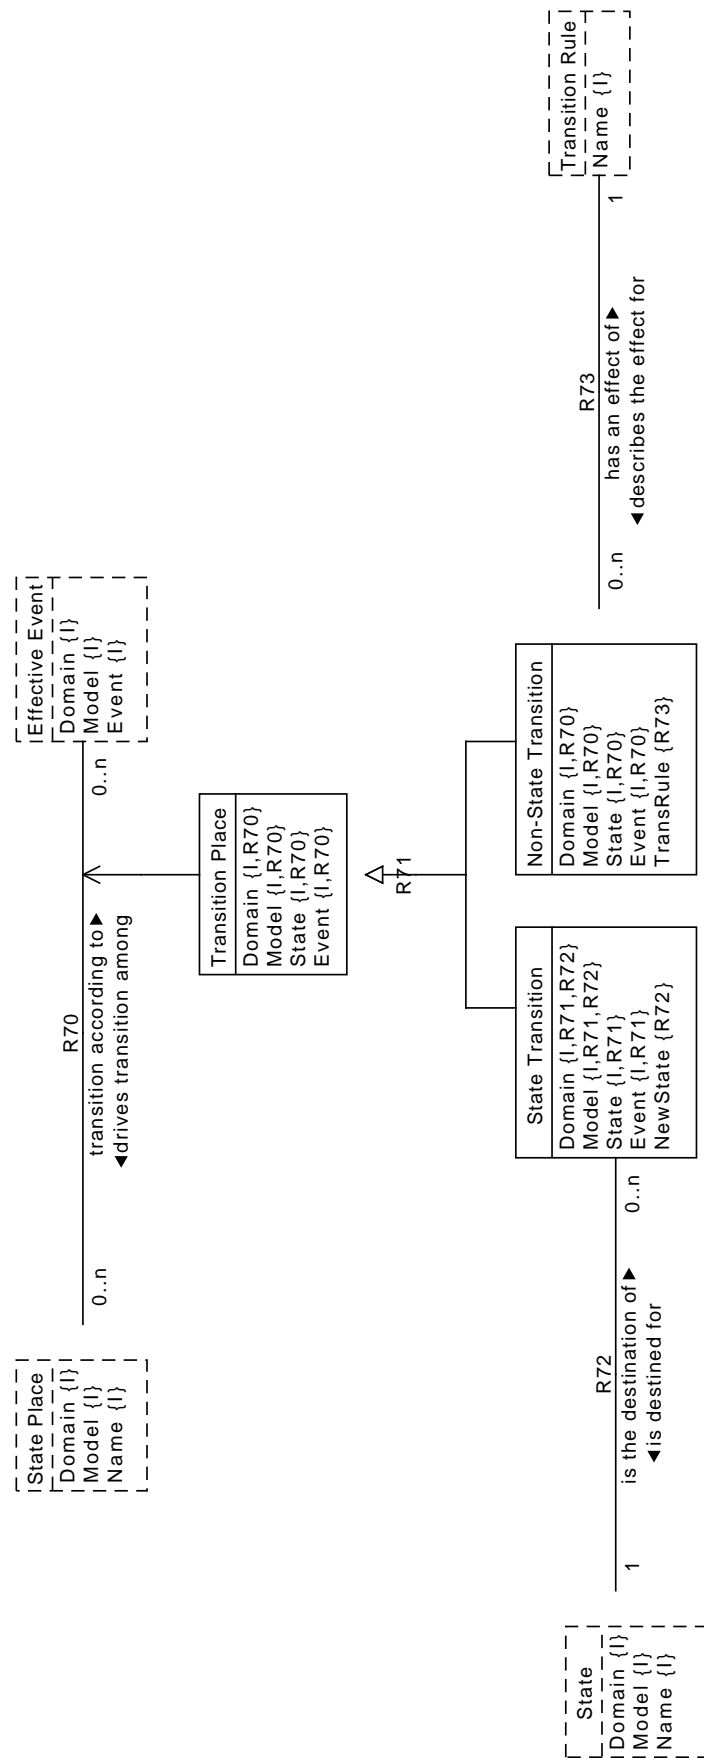 State Place
Domain {I}
Model {I}
Name {I}
R70
transition according to ▶
◀drives transition among
0..n
0..n
Effective Event
Domain {I}
Model {I}
Event {I}
Transition Place
Domain {I,R70}
Model {I,R70}
State {I,R70}
Event {I,R70}
R71
State
Domain {I}
Model {I}
Name {I}
R72
is the destination of ▶
◀is destined for
1
0..n
State Transition
Domain {I,R71,R72}
Model {I,R71,R72}
State {I,R71}
Event {I,R71}
NewState {R72}
Non-State Transition
Domain {I,R70}
Model {I,R70}
State {I,R70}
Event {I,R70}
TransRule {R73}
R73
has an effect of ▶
◀describes the effect for
0..n
1
Transition Rule
Name {I}